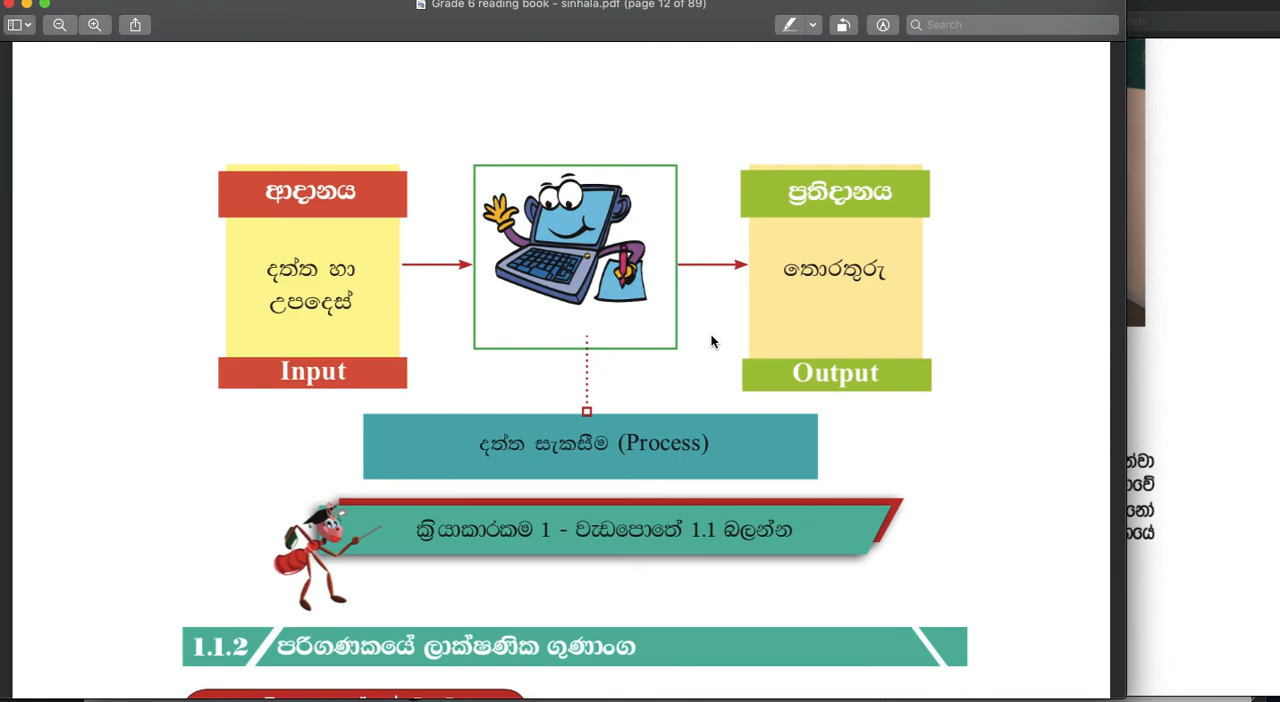 Grade 6 reading book - sinhala.pdf (page 12 of 89)
Search
ආදානය
ප්‍රතිදානය
දත්ත හා
උපදෙස්
තොරතුරු
Input
Output
දත්ත සැකසීම (Process)
ක්‍රියාකාරකම 1 - වැඩපොතේ 1.1 බලන්න
1.1.2 පරිගණකයේ ලාක්ෂණික ගුණාංග